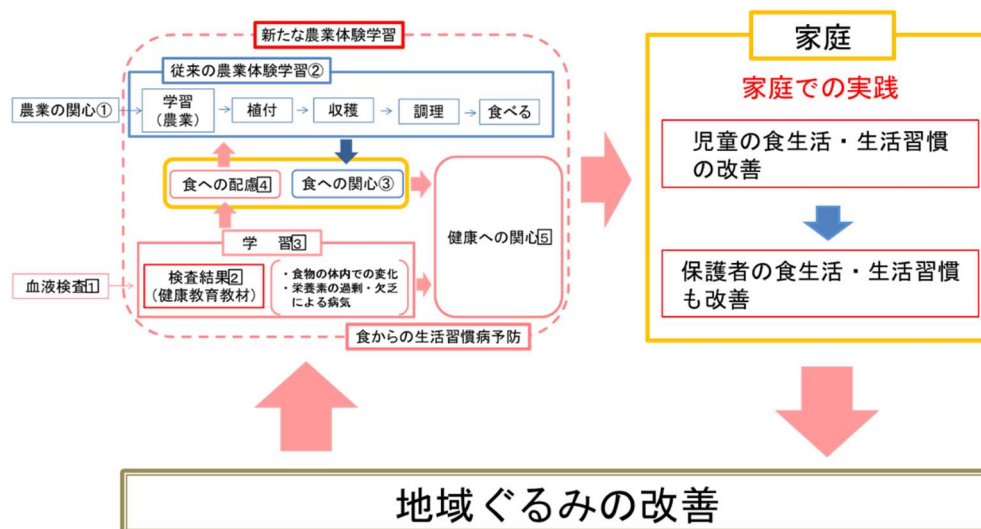 新たな農業体験学習
従来の農業体験学習②
農業の関心①
学習
(農業)
植付
収穫
調理
食べる
食への配慮4
食への関心③
健康への関心5
学　習3
血液検査1
検査結果2
(健康教育教材)
・食物の体内での変化
・栄養素の過剰・欠乏
による病気
食からの生活習慣病予防
家庭
家庭での実践
児童の食生活・生活習慣
の改善
保護者の食生活・生活習慣
も改善
地域ぐるみの改善